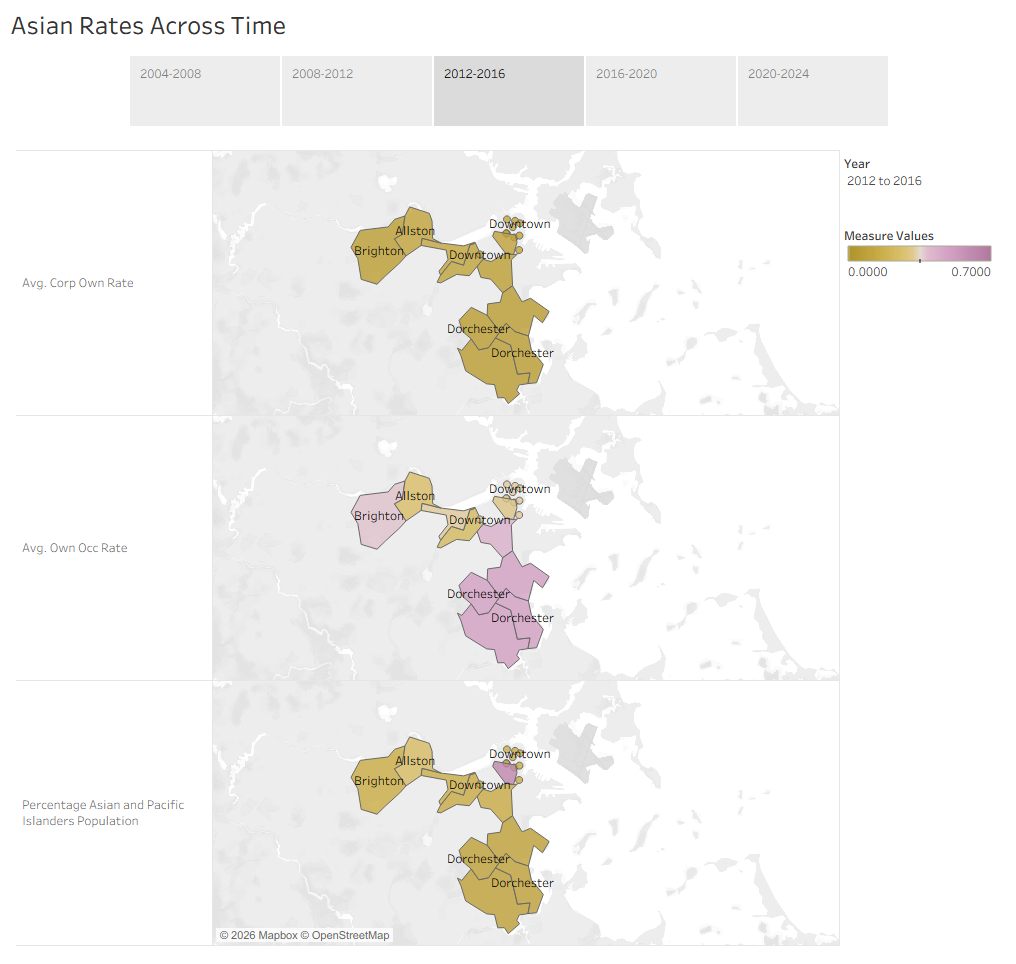 Asian Rates Across Time
2004-2008
2008-2012
2012-2016
2016-2020
2020-2024
Year
2012 to 2016
Measure Values
0.0000
0.7000
Avg. Corp Own Rate
Allston
Brighton
Downtown
Downtown
Dorchester
Dorchester
Avg. Own Occ Rate
Allston
Brighton
Downtown
Downtown
Dorchester
Dorchester
Percentage Asian and Pacific
Islanders Population
Allston
Brighton
Downtown
Downtown
Dorchester
Dorchester
© 2026 Mapbox © OpenStreetMap